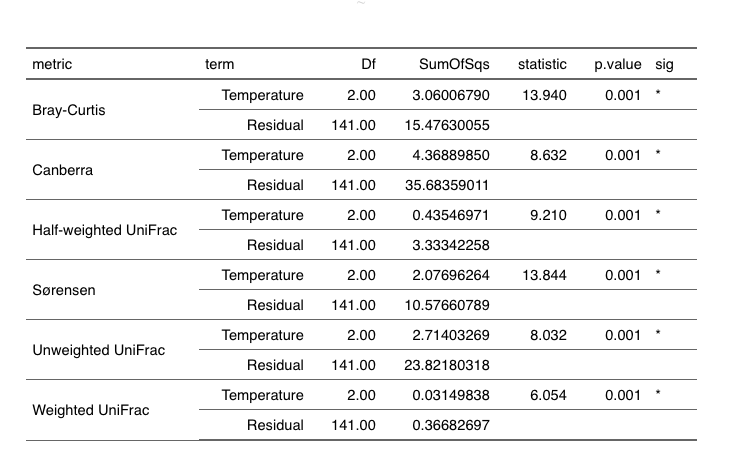 metric term Df SumOfSqs statistic p.value sig
Bray-Curtis Temperature 2.00 3.06006790 13.940 0.001 *
Residual 141.00 15.47630055
Canberra Temperature 2.00 4.36889850 8.632 0.001 *
Residual 141.00 35.68359011
Half-weighted UniFrac Temperature 2.00 0.43546971 9.210 0.001 *
Residual 141.00 3.33342258
Sørensen Temperature 2.00 2.07696264 13.844 0.001 *
Residual 141.00 10.57660789
Unweighted UniFrac Temperature 2.00 2.71403269 8.032 0.001 *
Residual 141.00 23.82180318
Weighted UniFrac Temperature 2.00 0.03149838 6.054 0.001 *
Residual 141.00 0.36682697